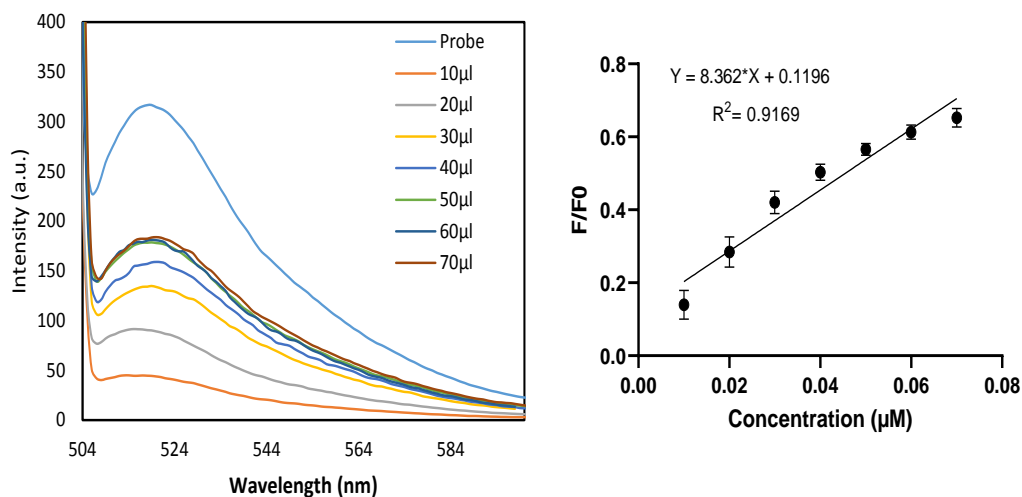 400
350
300
250
200
150
100
50
0
Intensity (a.u.)
504
524
544
564
584
Wavelength (nm)
Probe
10µl
20µl
30µl
40µl
50µl
60µl
70µl
Y = 8.362*X + 0.1196
R²= 0.9169
0.8
0.6
0.4
0.2
0.0
F/F0
0.00
0.02
0.04
0.06
0.08
Concentration (µM)